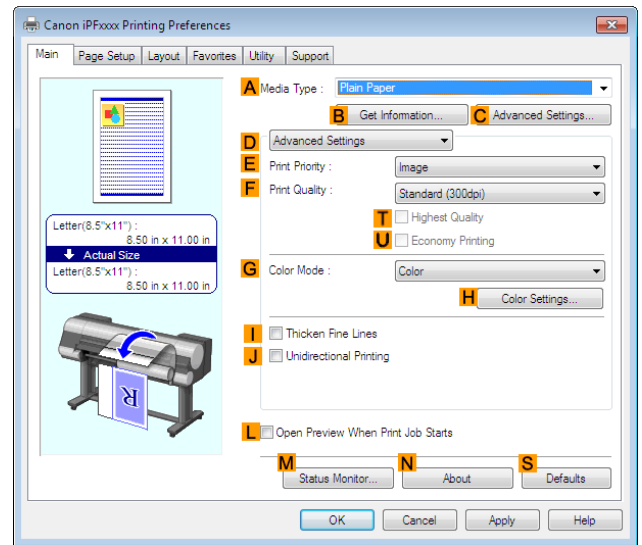 Canon iPFxxxx Printing Preferences
Main Page Setup Layout Favorites Utility Support
A Media Type : Plain Paper
B Get Information... C Advanced Settings...
D Advanced Settings
E Print Priority : Image
F Print Quality : Standard (300dpi)
T Highest Quality
U Economy Printing
Letter(8.5"x11") :
8.50 in x 11.00 in
Actual Size
Letter(8.5"x11") :
8.50 in x 11.00 in
G Color Mode : Color
H Color Settings...
I Thicken Fine Lines
J Unidirectional Printing
R
L Open Preview When Print Job Starts
M Status Monitor... N About S Defaults
OK Cancel Apply Help